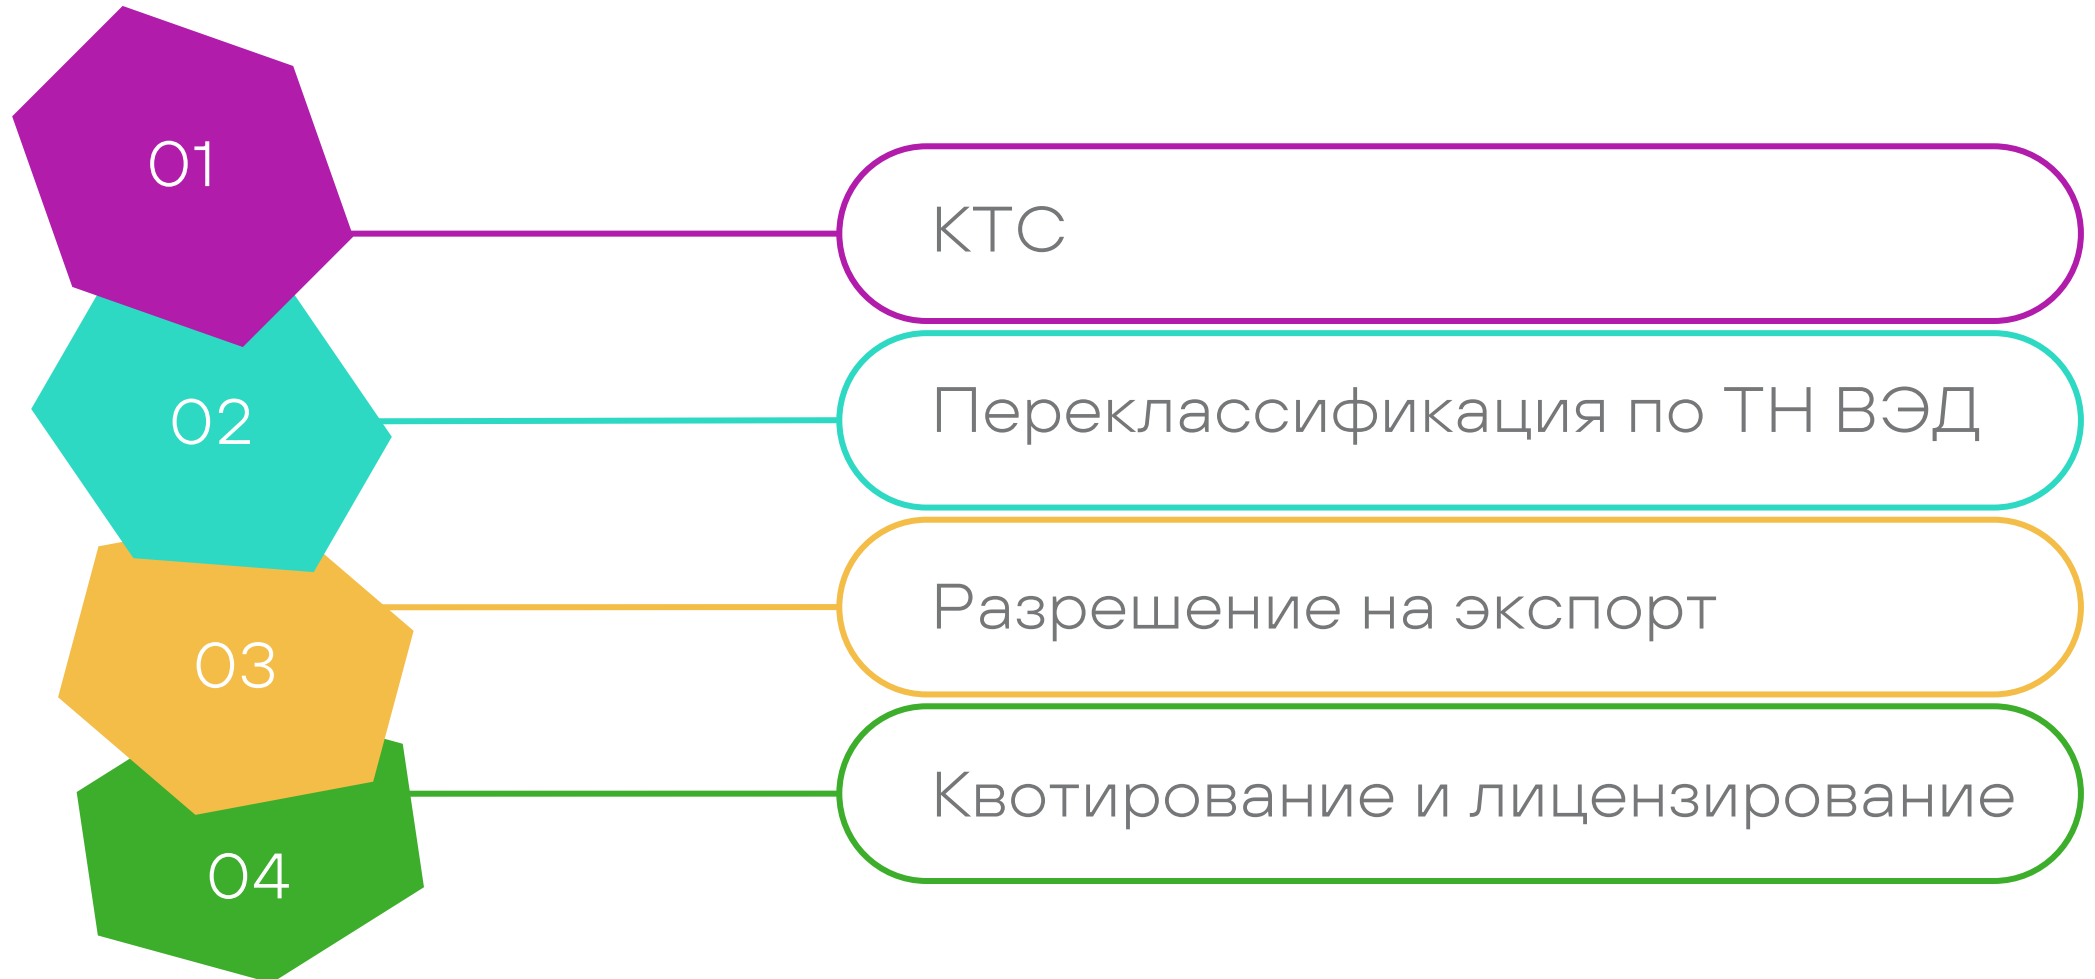 01
КТС
02
Переклассификация по ТН ВЭД
03
Разрешение на экспорт
04
Квотирование и лицензирование